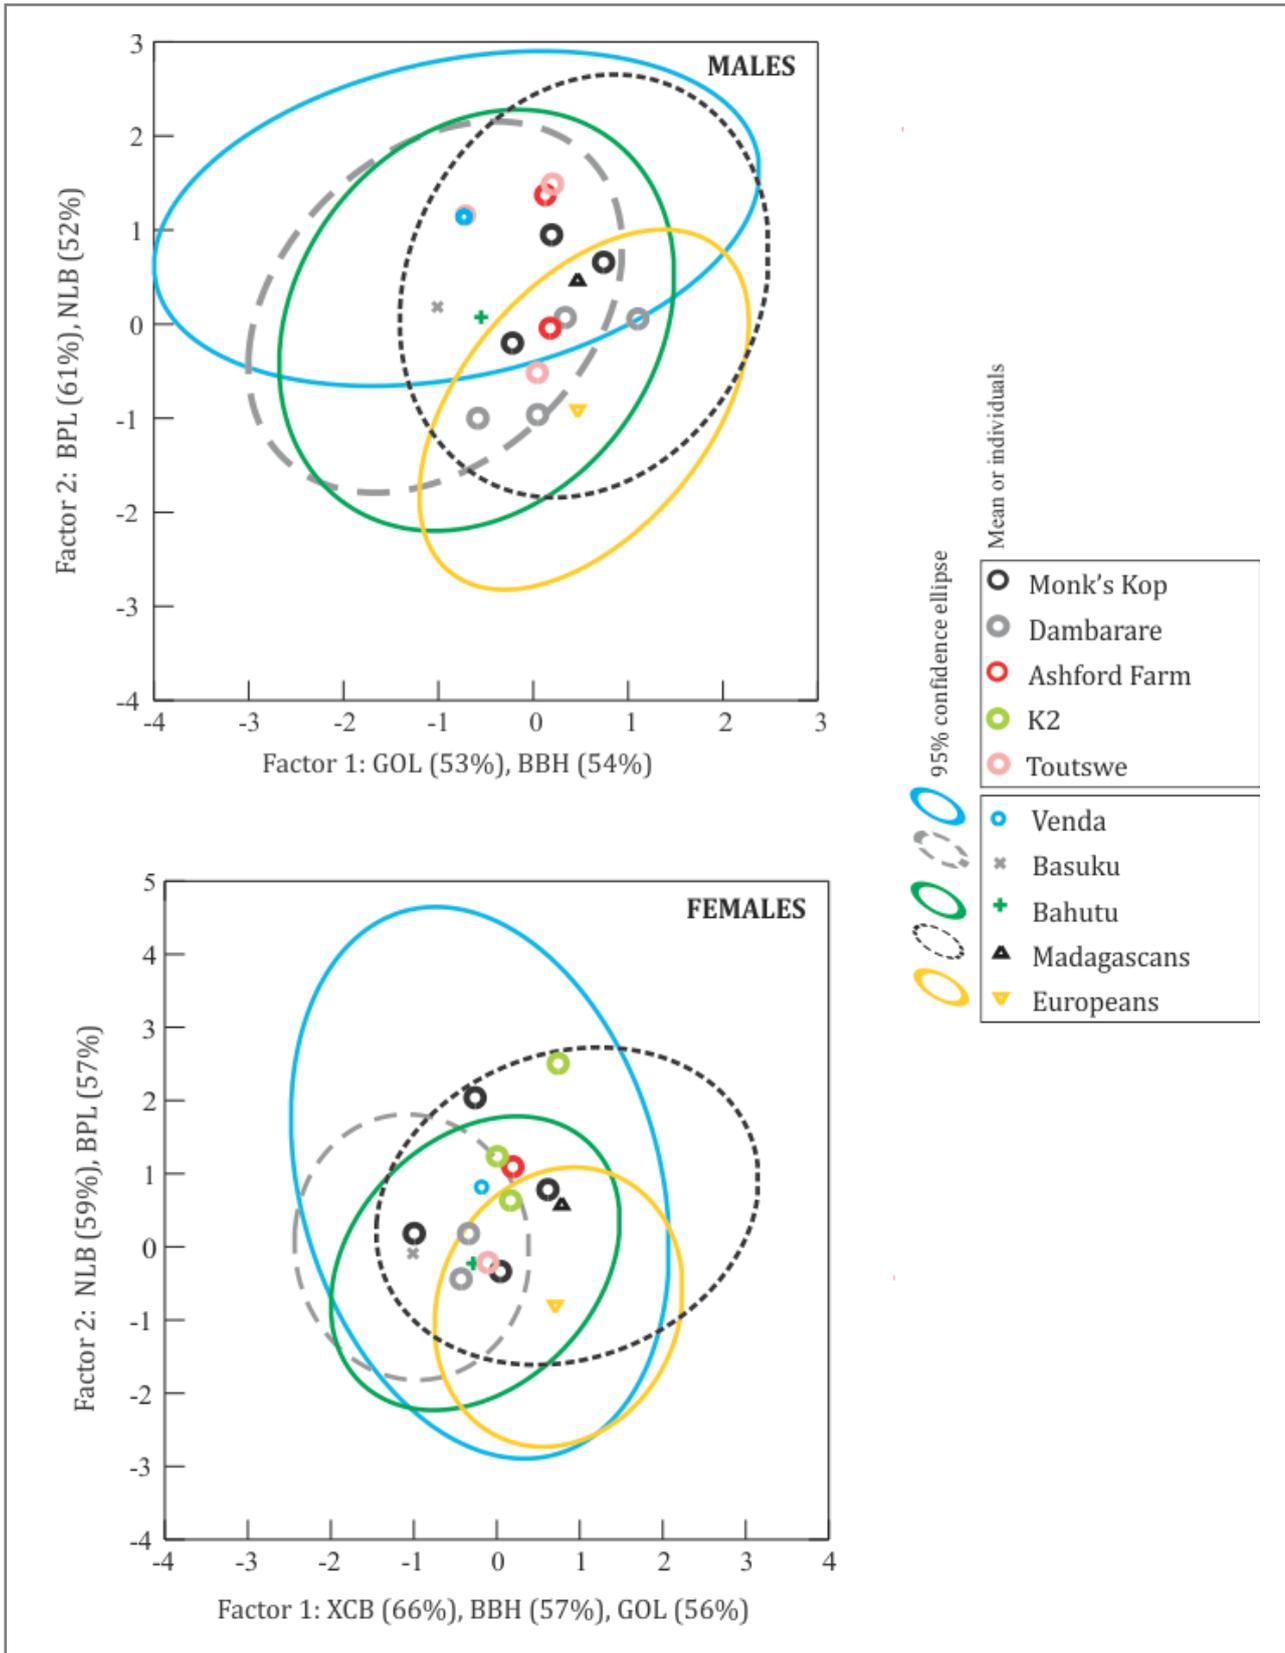 MALES
3
2
1
0
-1
-2
-3
-4
Factor 2: BPL (61%), NLB (52%)
-4 -3 -2 -1 0 1 2 3
Factor 1: GOL (53%), BBH (54%)
95% confidence ellipse
Mean or individuals
Monk's Kop
Dambarare
Ashford Farm
K2
Toutswe
Venda
Basuku
Bahutu
Madagascans
Europeans
FEMALES
5
4
3
2
1
0
-1
-2
-3
-4
Factor 2: NLB (59%), BPL (57%)
-4 -3 -2 -1 0 1 2 3 4
Factor 1: XCB (66%), BBH (57%), GOL (56%)